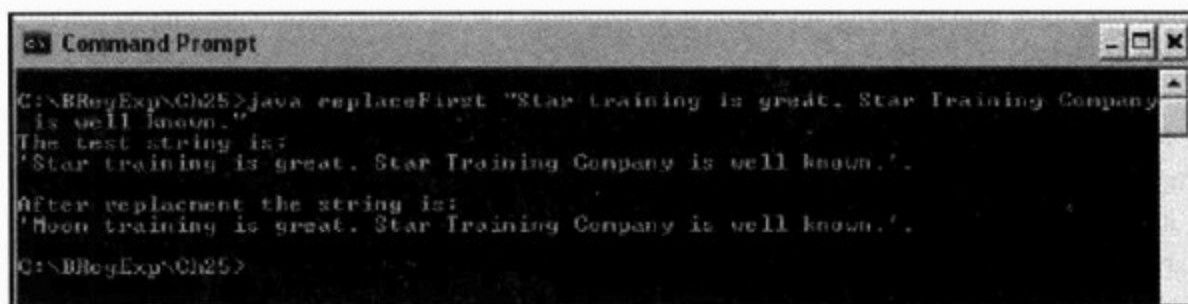 Command Prompt
C:\BRegExp\Ch25>java replaceFirst "Star training is great. Star Training Company
is well known."
The test string is:
'Star training is great. Star Training Company is well known.'.
After replacment the string is:
'Moon training is great. Star Training Company is well known.'.
C:\BRegExp\Ch25>